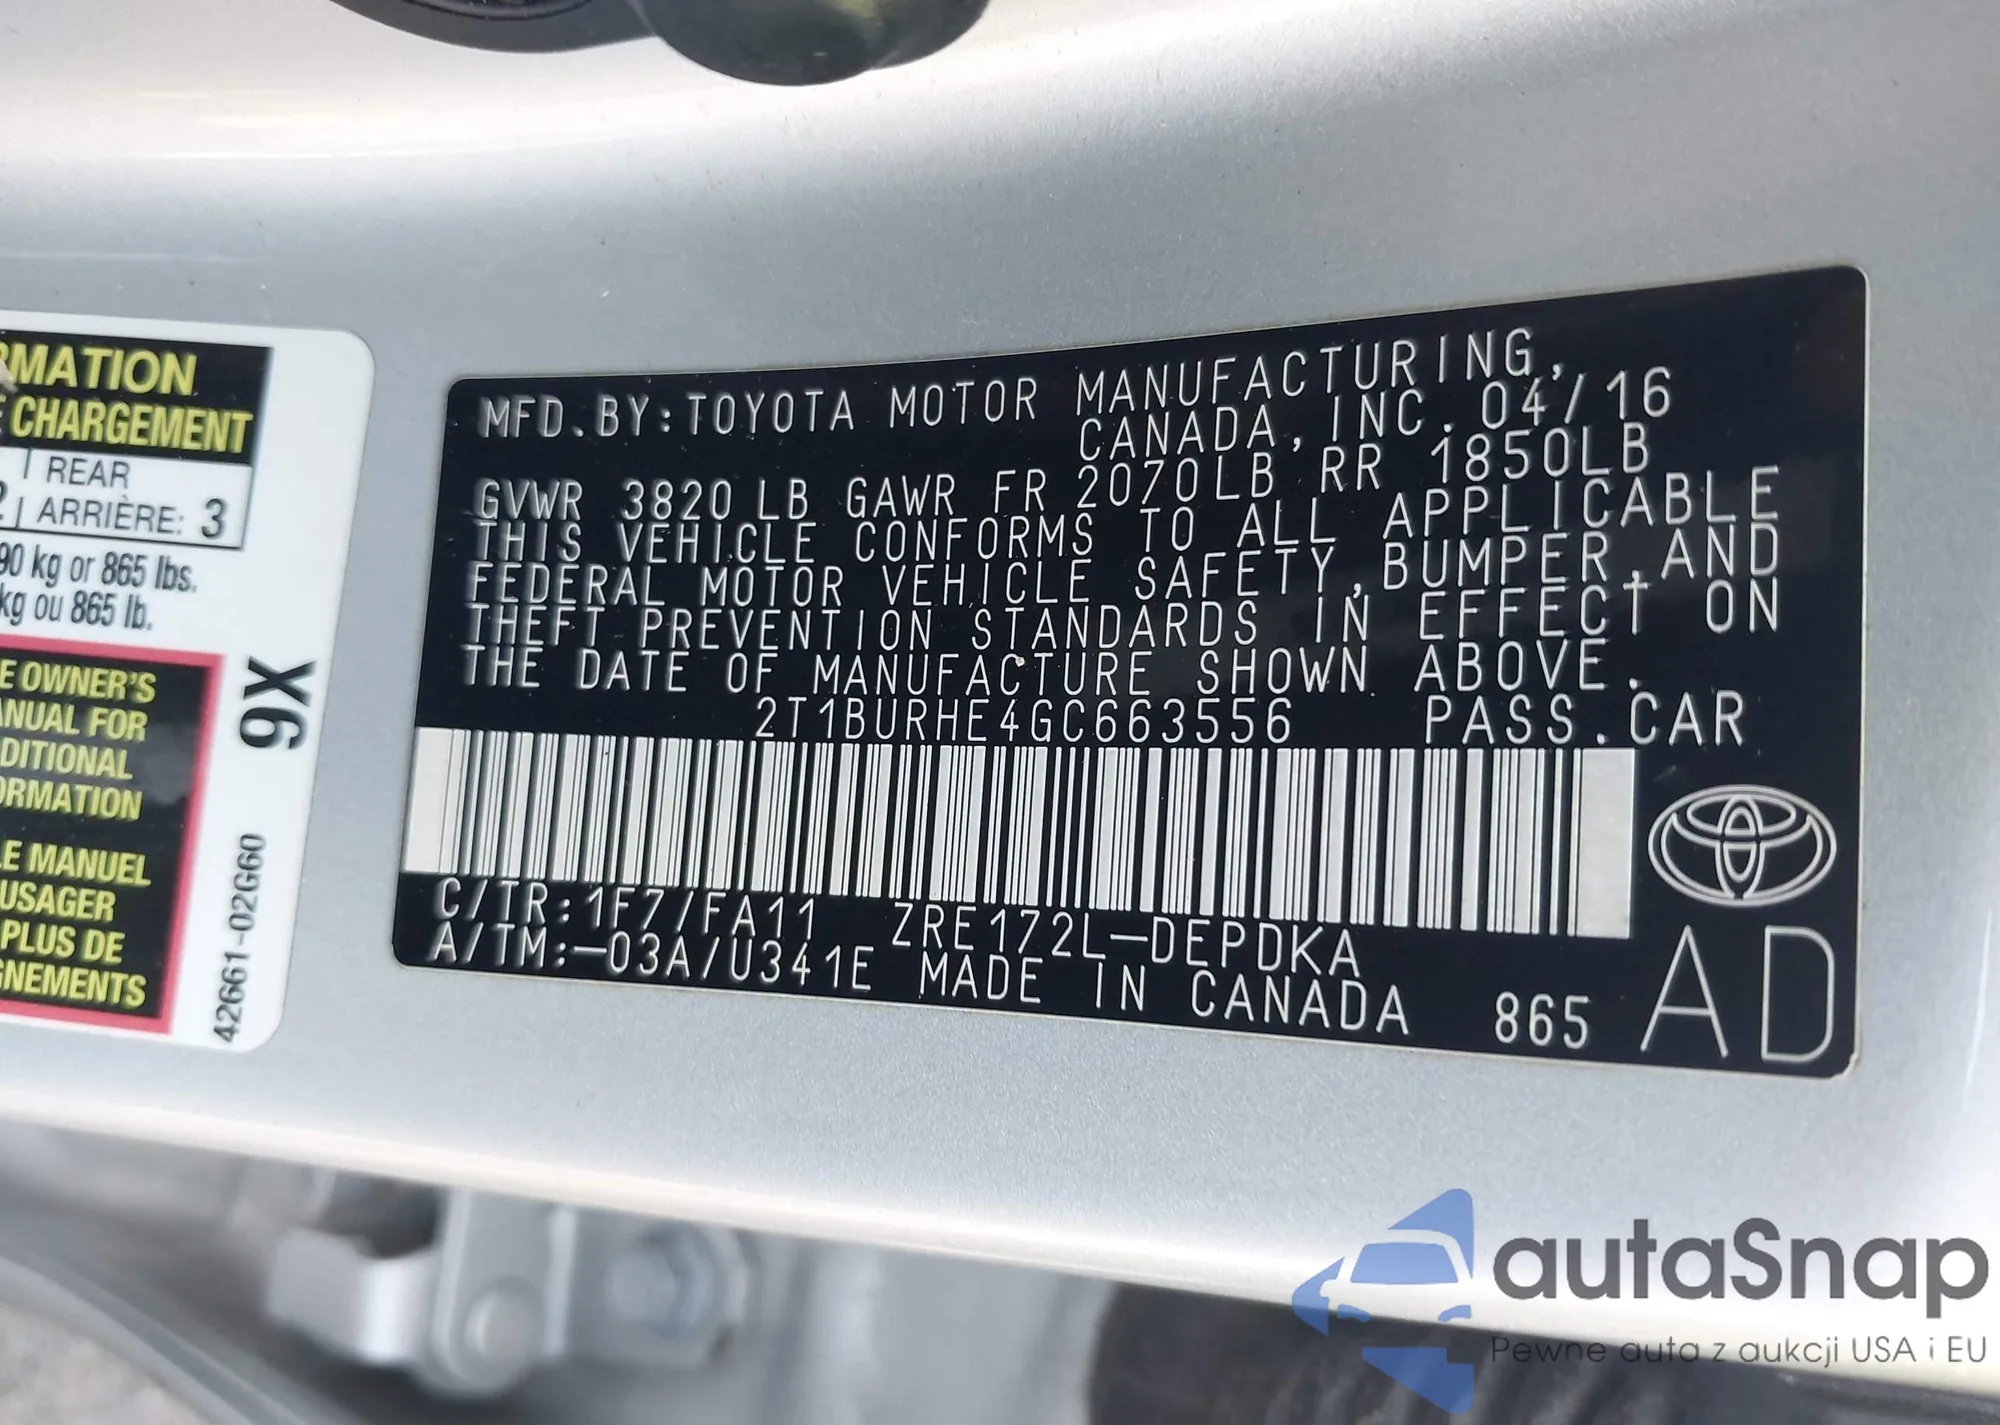 RMATION
E CHARGEMENT
REAR
2 ARRIÈRE: 3
90 kg or 865 lbs.
kg ou 865 lb.
E OWNER'S
ANUAL FOR
DDITIONAL
ORMATION
LE MANUEL
USAGER
PLUS DE
GNEMENTS
9X
42661-02G60
MFD.BY:TOYOTA MOTOR MANUFACTURING,
CANADA, INC.04/16
GVWR 3820 LB GAWR FR 2070LB RR 1850LB
THIS VEHICLE CONFORMS TO ALL APPLICABLE
FEDERAL MOTOR VEHICLE SAFETY,BUMPER,AND
THEFT PREVENTION STANDARDS IN EFFECT ON
THE DATE OF MANUFACTURE SHOWN ABOVE.
2T1BURHE4GC663556 PASS.CAR
C/TR:1F7/FA11 ZRE172L-DEPDKA
A/TM:-03A/U341E MADE IN CANADA 865
AD
autaSnap
Pewne auta z aukcji USA i EU